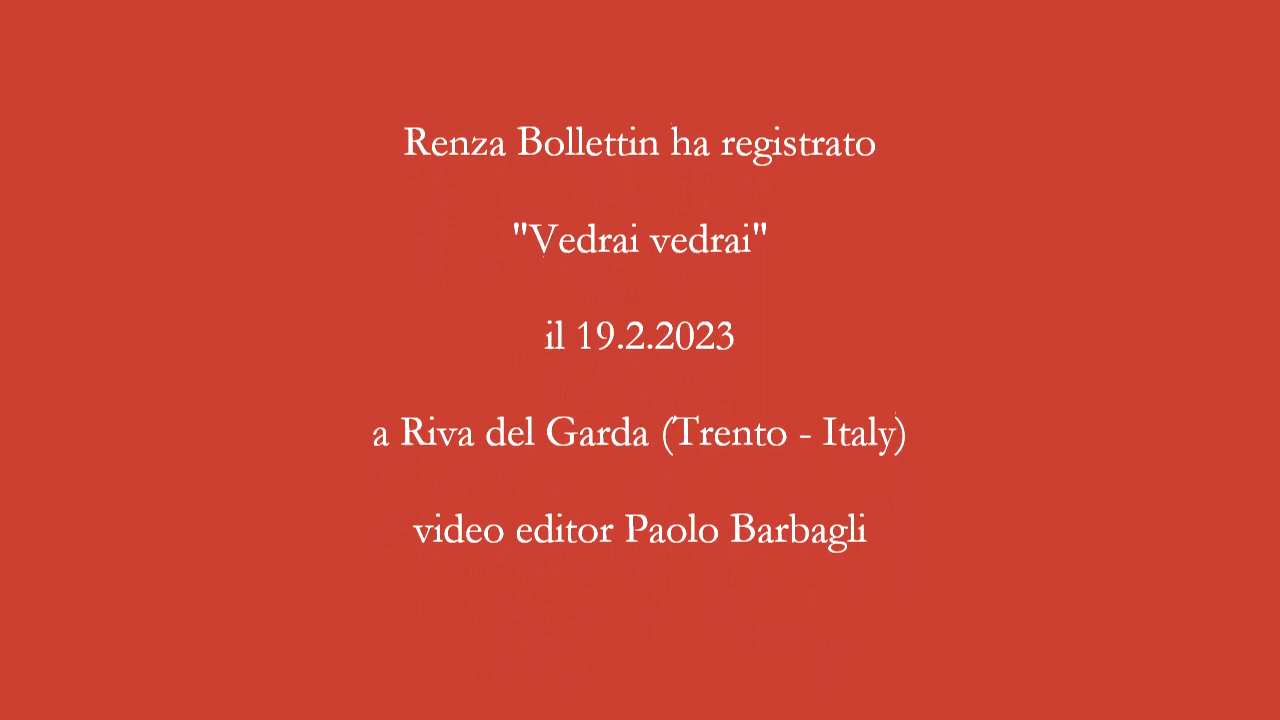 Renza Bollettin ha registrato
"Vedrai vedrai"
il 19.2.2023
a Riva del Garda (Trento - Italy)
video editor Paolo Barbagli